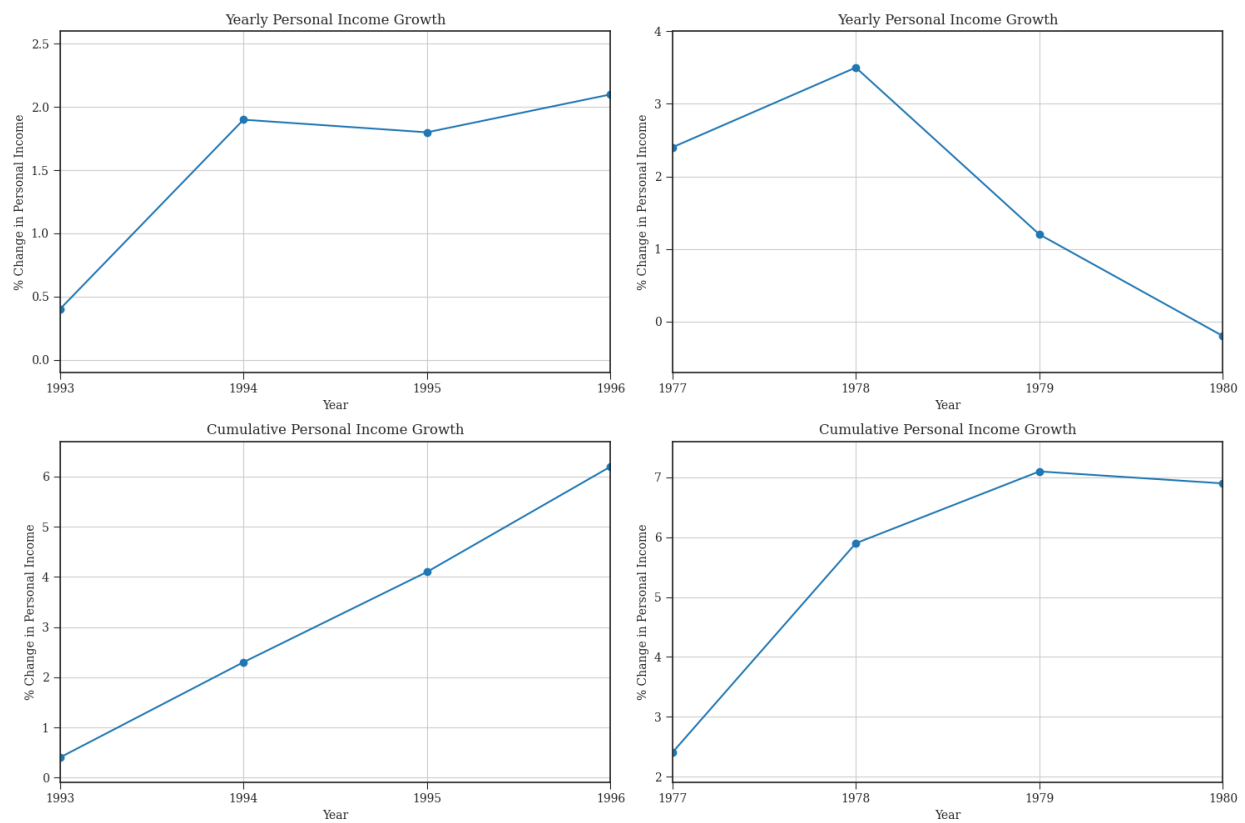 Yearly Personal Income Growth
% Change in Personal Income
2.5
2.0
1.5
1.0
0.5
0.0
1993 1994 1995 1996
Year
Yearly Personal Income Growth
% Change in Personal Income
4
3
2
1
0
1977 1978 1979 1980
Year
Cumulative Personal Income Growth
% Change in Personal Income
6
5
4
3
2
1
0
1993 1994 1995 1996
Year
Cumulative Personal Income Growth
% Change in Personal Income
7
6
5
4
3
2
1977 1978 1979 1980
Year